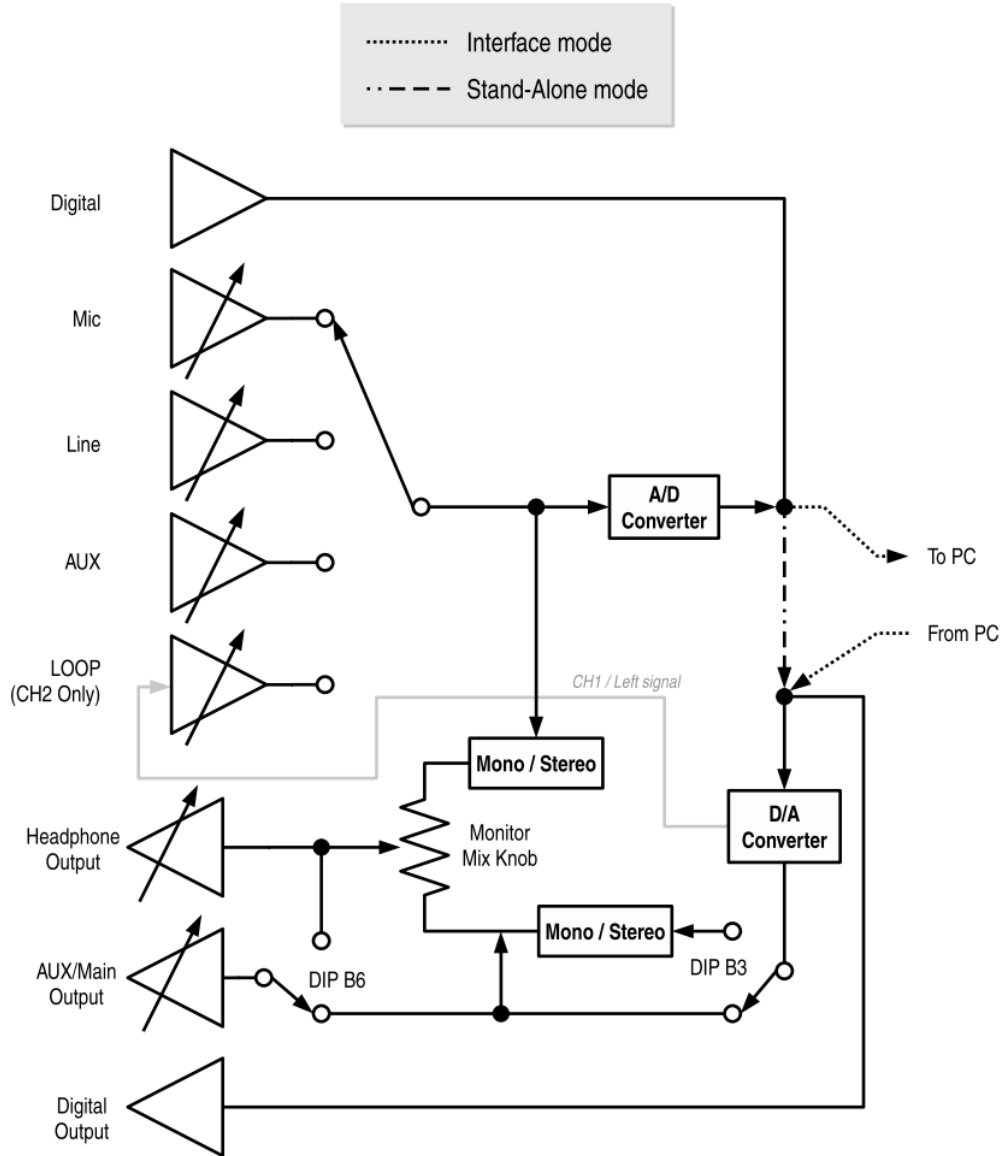 Interface mode
Stand-Alone mode
Digital
Mic
Line
AUX
LOOP
(CH2 Only)
A/D
Converter
To PC
From PC
CH1 / Left signal
Mono / Stereo
D/A
Converter
Monitor
Mix Knob
Headphone
Output
Mono / Stereo
DIP B3
DIP B6
AUX/Main
Output
Digital
Output